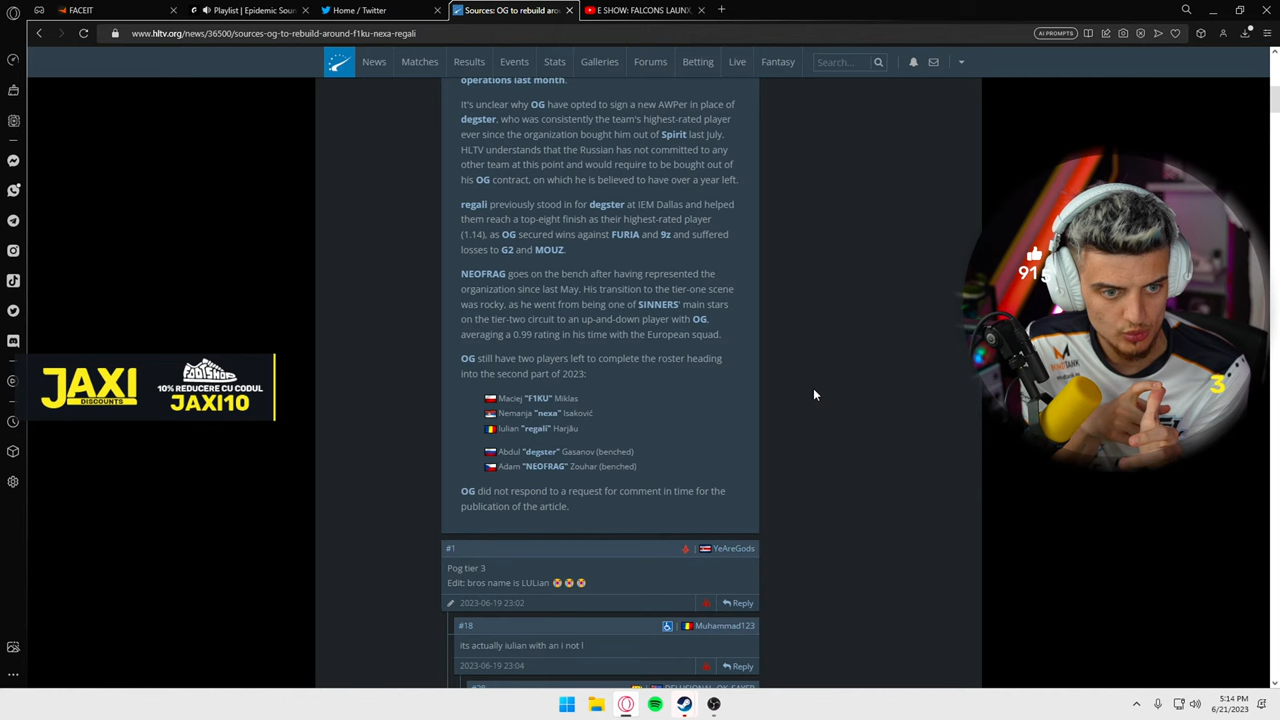 FACEIT
Playlist | Epidemic Soun
Home / Twitter
Sources: OG to rebuild aro
E SHOW: FALCONS LAUNX
www.hltv.org/news/36500/sources-og-to-rebuild-around-f1ku-nexa-regali
AI PROMPTS
News Matches Results Events Stats Galleries Forums Betting Live Fantasy Search...
operations last month.
It's unclear why OG have opted to sign a new AWPer in place of
degster, who was consistently the team's highest-rated player
ever since the organization bought him out of Spirit last July.
HLTV understands that the Russian has not committed to any
other team at this point and would require to be bought out of
his OG contract, on which he is believed to have over a year left.
regali previously stood in for degster at IEM Dallas and helped
them reach a top-eight finish as their highest-rated player
(1.14), as OG secured wins against FURIA and 9z and suffered
losses to G2 and MOUZ.
NEOFRAG goes on the bench after having represented the
organization since last May. His transition to the tier-one scene
was rocky, as he went from being one of SINNERS' main stars
on the tier-two circuit to an up-and-down player with OG,
averaging a 0.99 rating in his time with the European squad.
OG still have two players left to complete the roster heading
into the second part of 2023:
Maciej "F1KU" Miklas
Nemanja "nexa" Isaković
Iulian "regali" Harjău
Abdul "degster" Gasanov (benched)
Adam "NEOFRAG" Zouhar (benched)
OG did not respond to a request for comment in time for the
publication of the article.
#1 YeAreGods
Pog tier 3
Edit: bros name is LULian
2023-06-19 23:02 Reply
#18 Muhammad123
its actually iulian with an i not l
2023-06-19 23:04 Reply
JAXI
DISCOUNTS
FOOTSHOP
10% REDUCERE CU CODUL
JAXI10
915
3
5:14 PM
6/21/2023